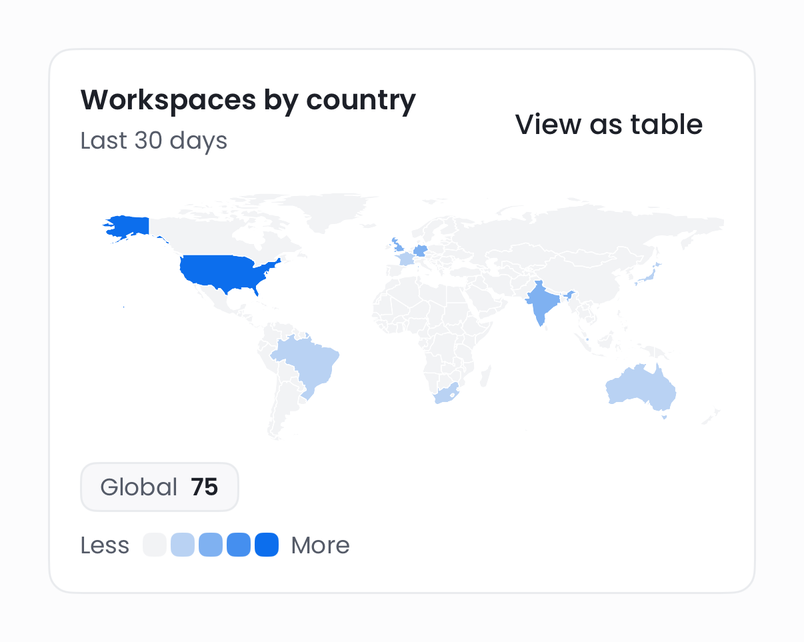 Workspaces by country
Last 30 days
View as table
Global 75
Less
More